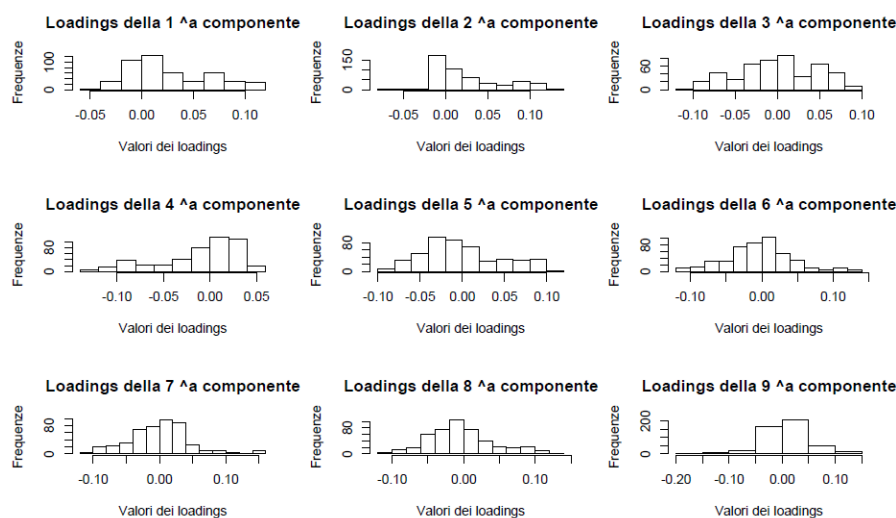 Loadings della 1 ^a componente
Frequenze
0 100
-0.05 0.00 0.05 0.10
Valori dei loadings
Loadings della 2 ^a componente
Frequenze
0 150
-0.05 0.00 0.05 0.10
Valori dei loadings
Loadings della 3 ^a componente
Frequenze
0 60
-0.10 -0.05 0.00 0.05 0.10
Valori dei loadings
Loadings della 4 ^a componente
Frequenze
0 80
-0.10 0.00 0.05
Valori dei loadings
Loadings della 5 ^a componente
Frequenze
0 80
-0.10 -0.05 0.00 0.05 0.10
Valori dei loadings
Loadings della 6 ^a componente
Frequenze
0 80
-0.10 0.00 0.10
Valori dei loadings
Loadings della 7 ^a componente
Frequenze
0 80
-0.10 0.00 0.10
Valori dei loadings
Loadings della 8 ^a componente
Frequenze
0 80
-0.10 0.00 0.10
Valori dei loadings
Loadings della 9 ^a componente
Frequenze
0 200
-0.20 -0.10 0.00 0.10
Valori dei loadings